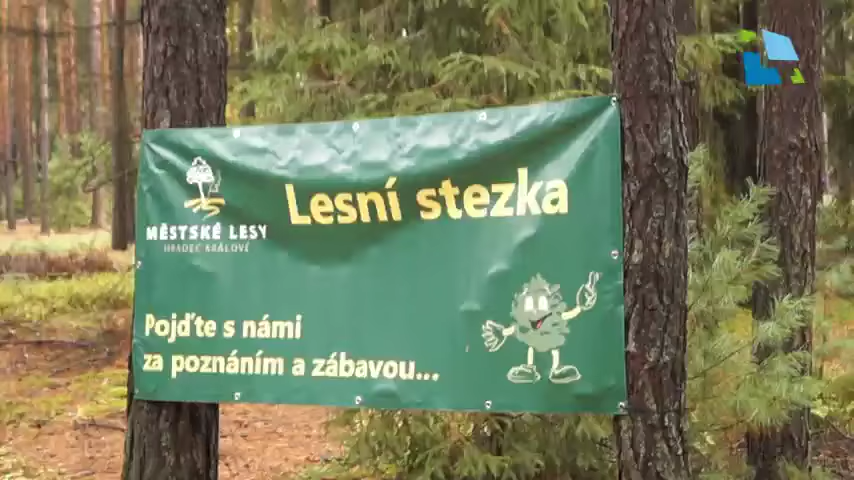 Lesní stezka
MĚSTSKÉ LESY
HRADEC KRÁLOVÉ
Pojďte s námi
za poznáním a zábavou...